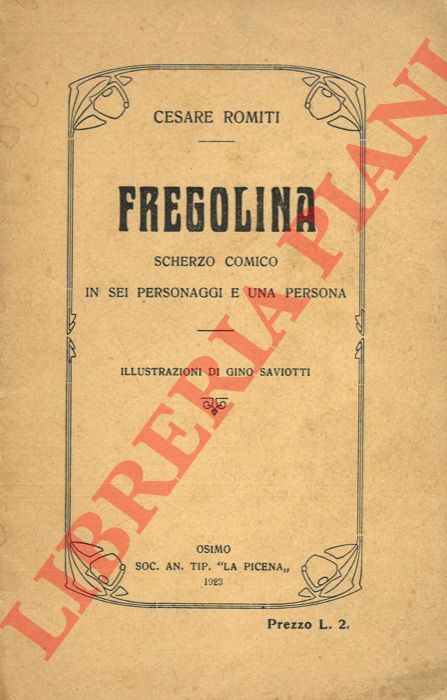 CESARE ROMITI
FREGOLINA
SCHERZO COMICO
IN SEI PERSONAGGI E UNA PERSONA
ILLUSTRAZIONI DI GINO SAVIOTTI
OSIMO
SOC. AN. TIP. "LA PICENA„
1923
Prezzo L. 2.
LIBRERIA PIANI